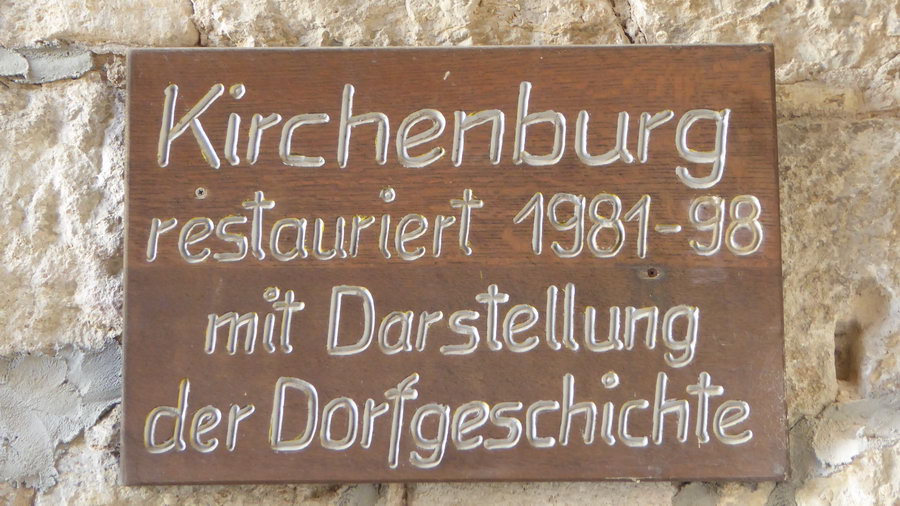 Kirchenburg
restauriert 1981-98
mit Darstellung
der Dorfgeschichte